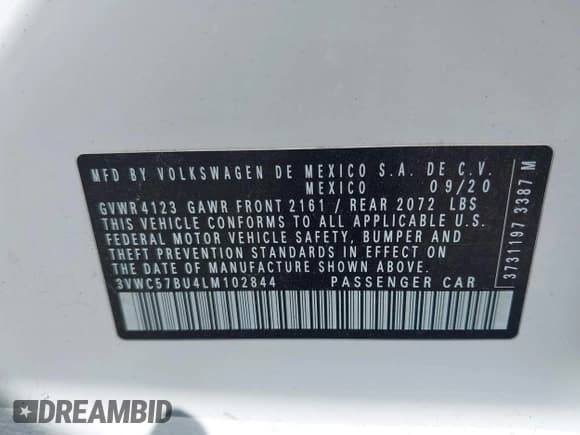 MFD BY VOLKSWAGEN DE MEXICO S.A. DE C.V.
MEXICO 09/20
GVWR 4123 GAWR FRONT 2161 / REAR 2072 LBS
THIS VEHICLE CONFORMS TO ALL APPLICABLE U.S.
FEDERAL MOTOR VEHICLE SAFETY, BUMPER AND
THEFT PREVENTION STANDARDS IN EFFECT ON
THE DATE OF MANUFACTURE SHOWN ABOVE.
3VWC57BU4LM102844 PASSENGER CAR
3731197 3387 M
DREAMBID